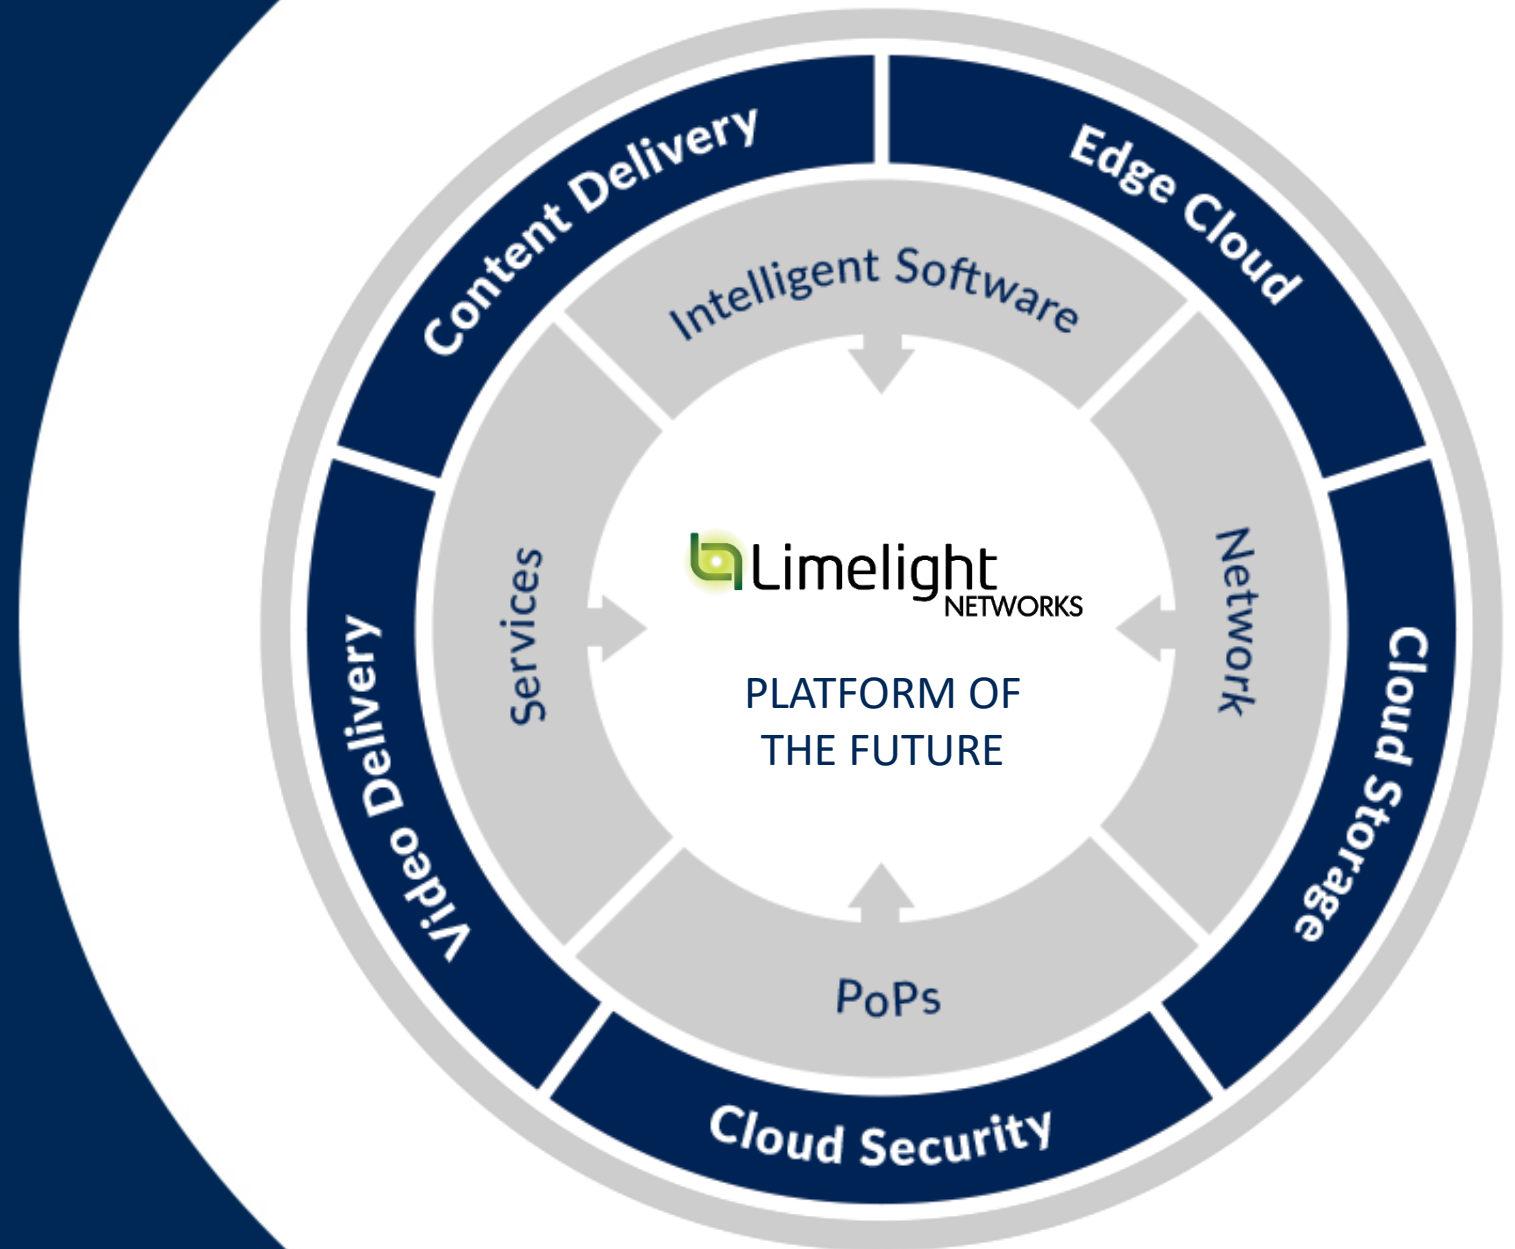 Content Delivery
Edge Cloud
Intelligent Software
Services
Network
Limelight
NETWORKS
PLATFORM OF
THE FUTURE
Video Delivery
Cloud Storage
PoPs
Cloud Security